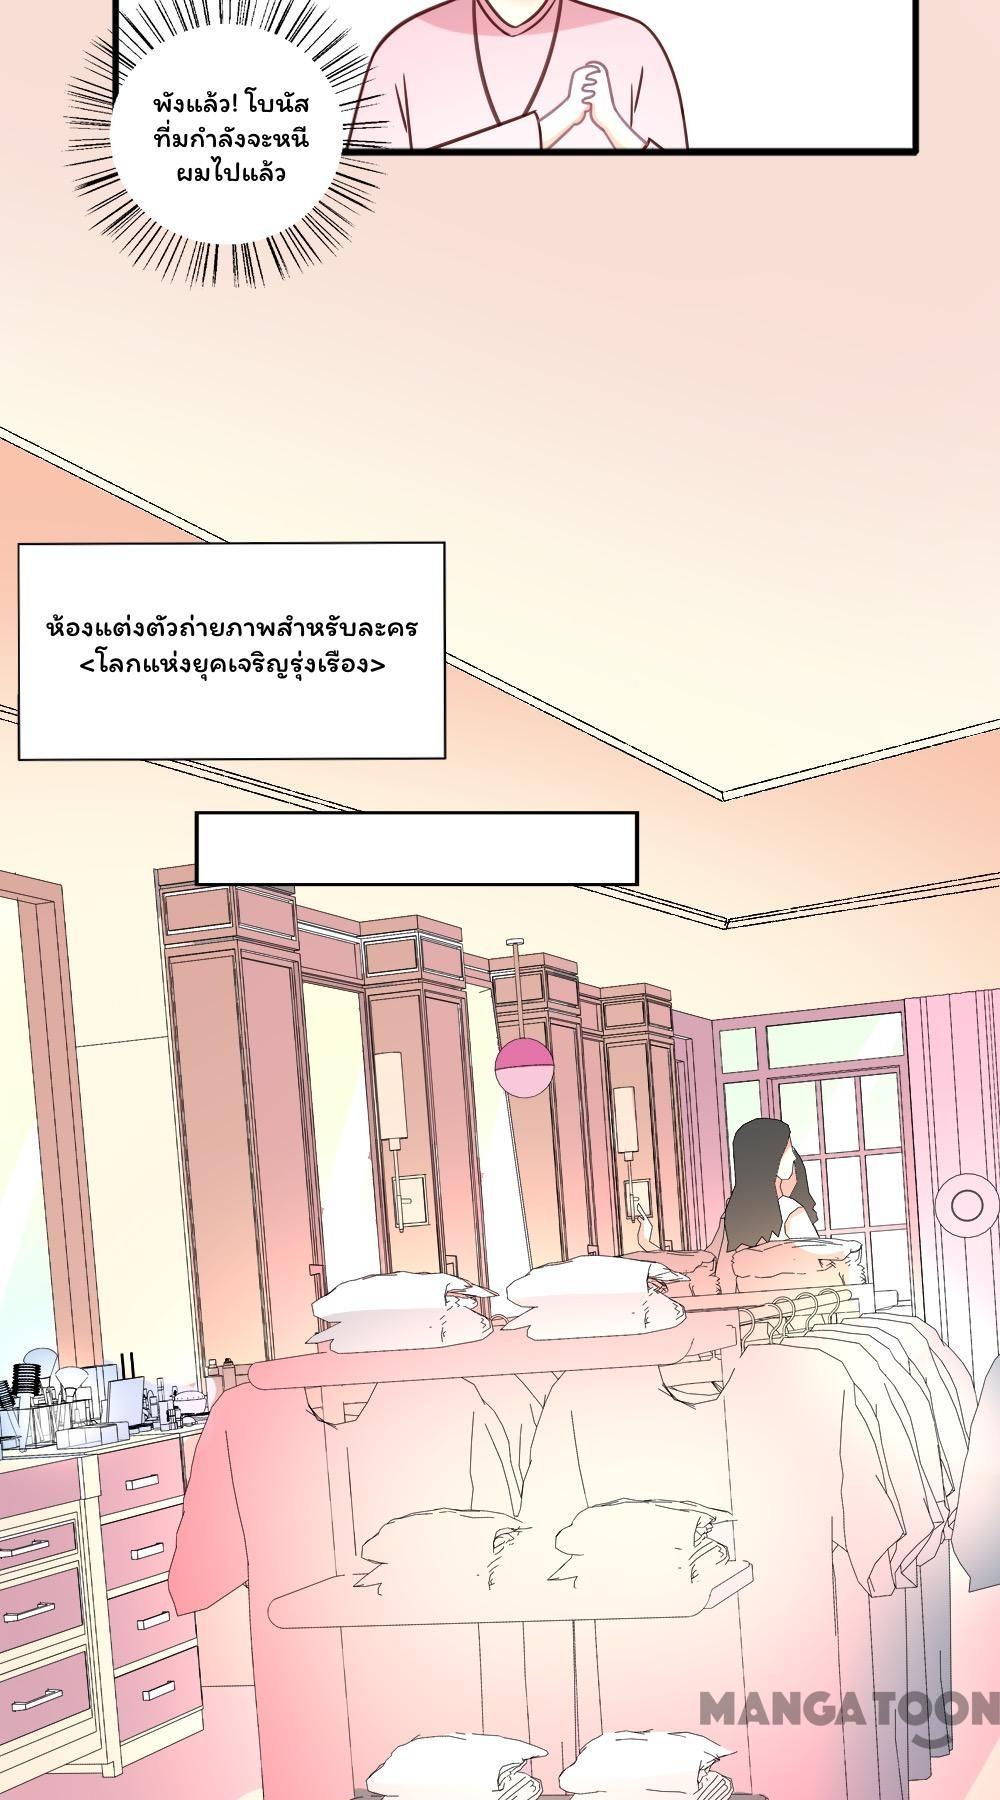 พังแล้ว! โบนัส
ที่มกำลังจะหนี
ผมไปแล้ว
ห้องแต่งตัวถ่ายภาพสำหรับละคร
<โลกแห่งยุคเจริญรุ่งเรือง>
MANGATOON